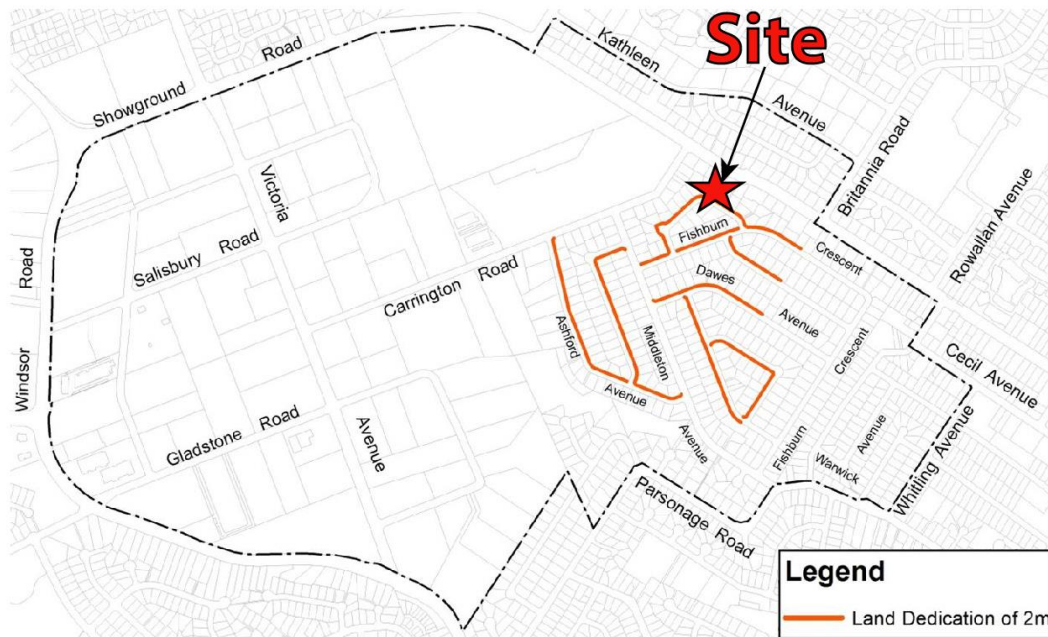 Site
Kathleen
Avenue
Showground Road
Britannia Road
Rowallan Avenue
Victoria
Avenue
Salisbury Road
Windsor Road
Carrington Road
Fishburn
Crescent
Dawes
Avenue
Ashford
Avenue
Middleton
Avenue
Crescent
Fishburn
Cecil Avenue
Gladstone Road
Warwick
Avenue
Whitling Avenue
Parsonage Road
Legend
Land Dedication of 2m